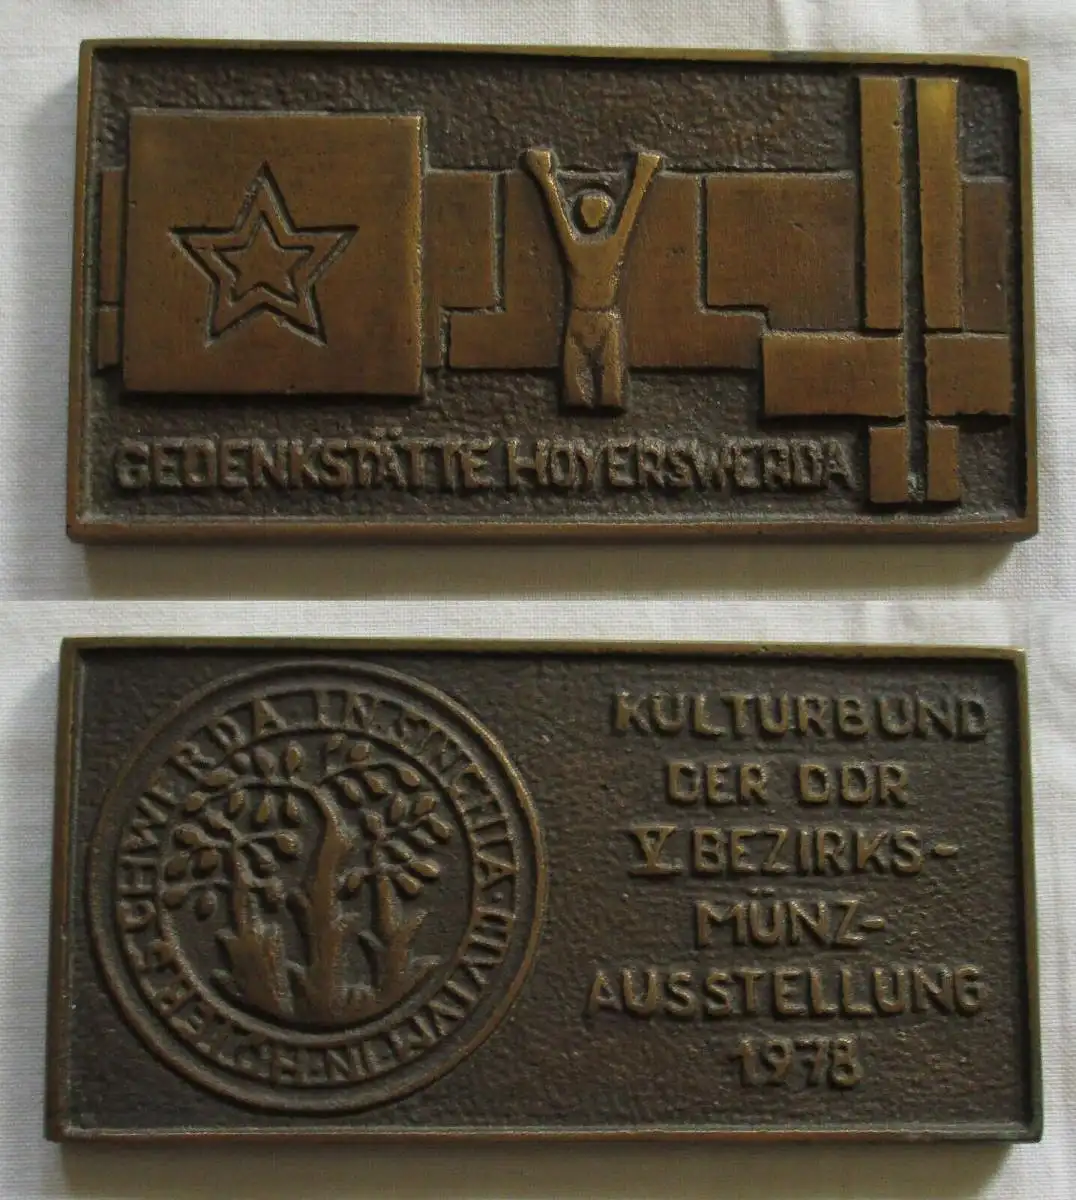 GEDENKSTÄTTE HOYERSWERDA
KULTURBUND
DER DDR
V BEZIRKS-
MÜNZ-
AUSSTELLUNG
1978